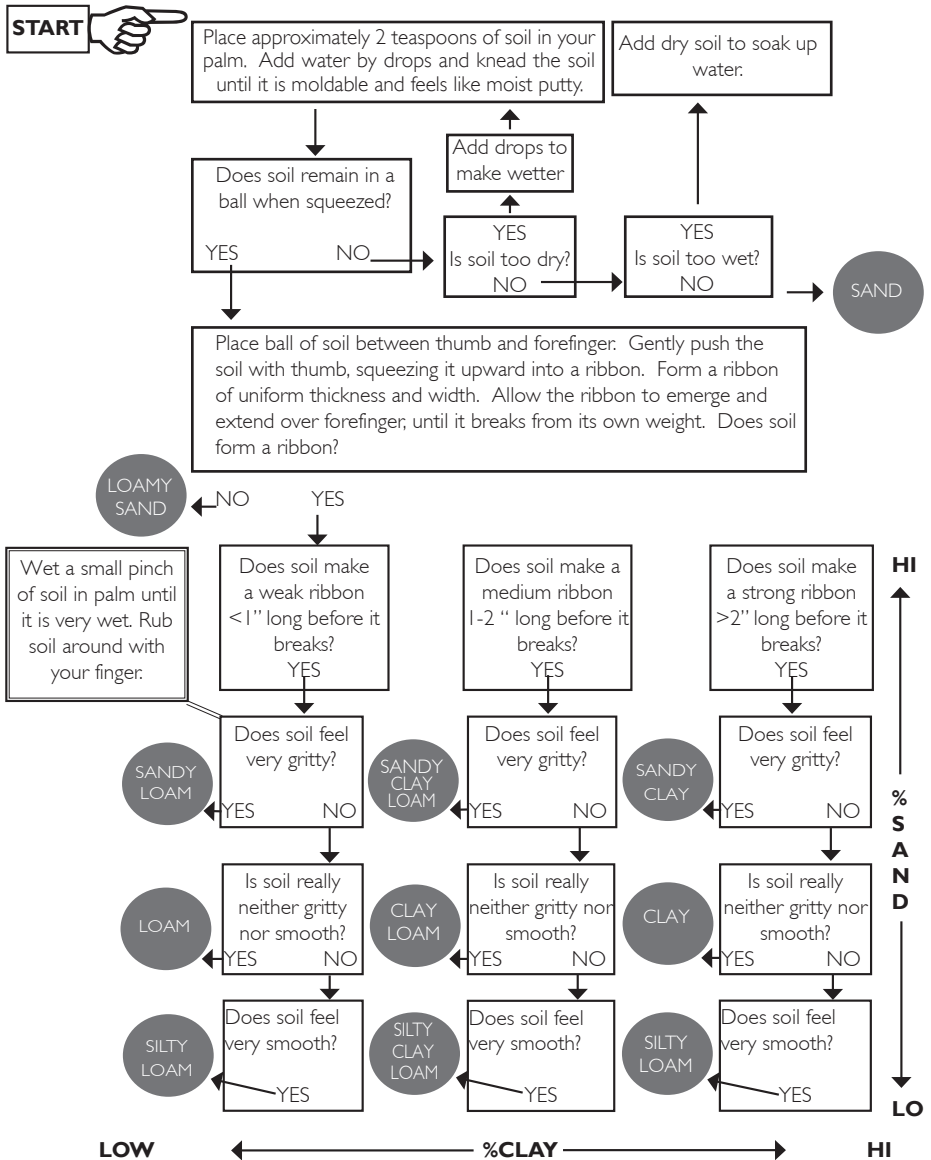 START
Place approximately 2 teaspoons of soil in your
palm. Add water by drops and knead the soil
until it is moldable and feels like moist putty.
Add dry soil to soak up
water.
Add drops to
make wetter
Does soil remain in a
ball when squeezed?
YES NO
YES
Is soil too dry?
NO
YES
Is soil too wet?
NO
SAND
Place ball of soil between thumb and forefinger. Gently push the
soil with thumb, squeezing it upward into a ribbon. Form a ribbon
of uniform thickness and width. Allow the ribbon to emerge and
extend over forefinger, until it breaks from its own weight. Does soil
form a ribbon?
LOAMY
SAND
NO YES
Wet a small pinch
of soil in palm until
it is very wet. Rub
soil around with
your finger.
Does soil make
a weak ribbon
<1” long before it
breaks?
YES
Does soil make a
medium ribbon
1-2 “ long before it
breaks?
YES
Does soil make
a strong ribbon
>2” long before it
breaks?
YES
HI
SANDY
LOAM
Does soil feel
very gritty?
YES NO
SANDY
CLAY
LOAM
Does soil feel
very gritty?
YES NO
SANDY
CLAY
Does soil feel
very gritty?
YES NO
%
S
A
N
D
LOAM
Is soil really
neither gritty
nor smooth?
YES NO
CLAY
LOAM
Is soil really
neither gritty nor
smooth?
YES NO
CLAY
Is soil really
neither gritty nor
smooth?
YES NO
SILTY
LOAM
Does soil feel
very smooth?
YES
SILTY
CLAY
LOAM
Does soil feel
very smooth?
YES
SILTY
LOAM
Does soil feel
very smooth?
YES
LO
LOW %CLAY HI